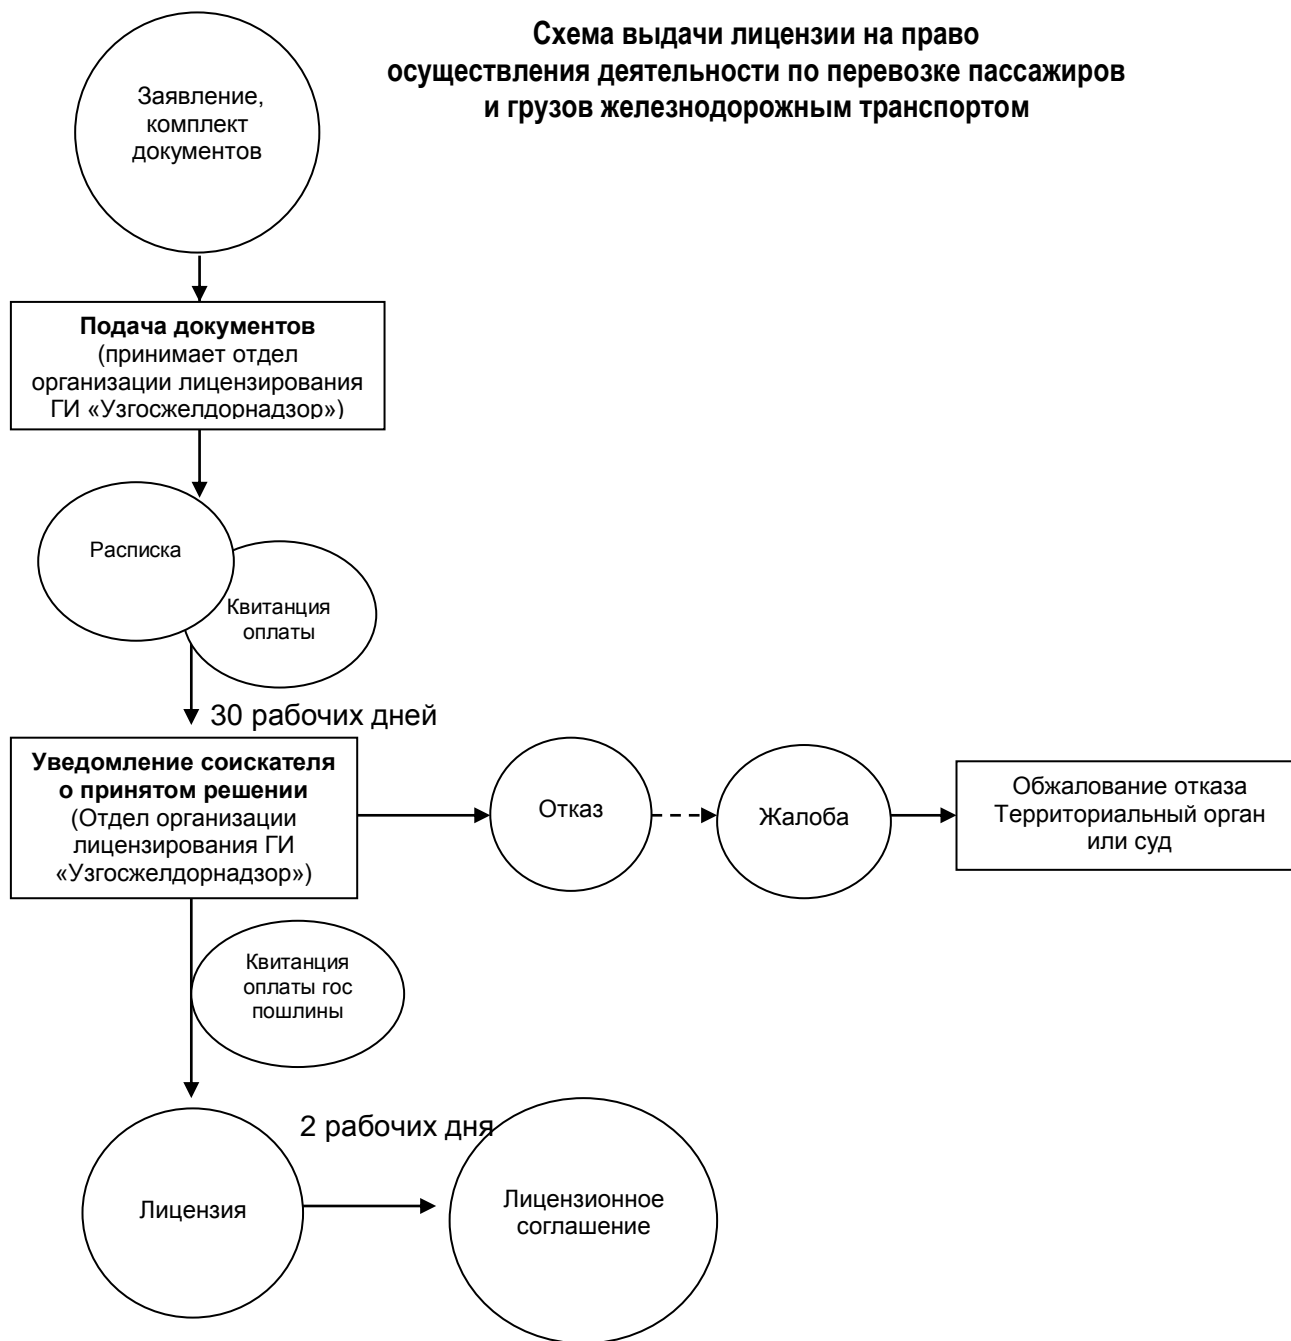 Схема выдачи лицензии на право
осуществления деятельности по перевозке пассажиров
и грузов железнодорожным транспортом
Заявление,
комплект
документов
Подача документов
(принимает отдел
организации лицензирования
ГИ «Узгосжелдорнадзор»)
Расписка
Квитанция
оплаты
30 рабочих дней
Уведомление соискателя
о принятом решении
(Отдел организации
лицензирования ГИ
«Узгосжелдорнадзор»)
Отказ
Жалоба
Обжалование отказа
Территориальный орган
или суд
Квитанция
оплаты гос
пошлины
2 рабочих дня
Лицензия
Лицензионное
соглашение